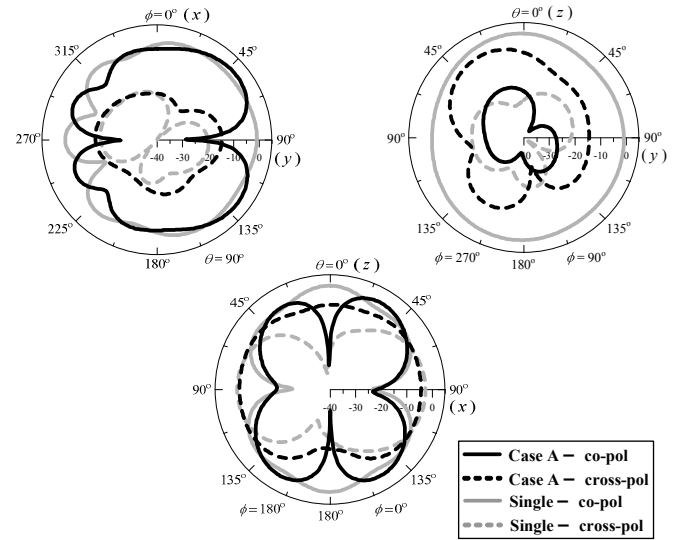 ϕ=0° (x)
315°
45°
270°
90°
(y)
-40 -30 -20 -10 0
225°
135°
180°
θ=90°
θ=0° (z)
45°
45°
90°
90°
(y)
-40 -30 -20 -10 0
135°
135°
ϕ=270°
180°
ϕ=90°
θ=0° (z)
45°
45°
90°
90°
(x)
-40 -30 -20 -10 0
135°
135°
ϕ=180°
180°
ϕ=0°
Case A – co-pol
Case A – cross-pol
Single – co-pol
Single – cross-pol